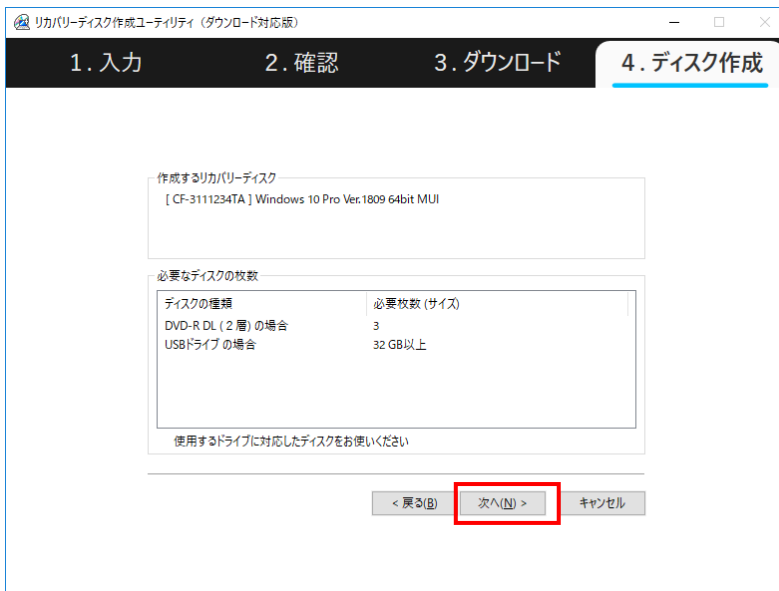 リカバリーディスク作成ユーティリティ（ダウンロード対応版）
1.入力 2.確認 3.ダウンロード 4.ディスク作成
作成するリカバリーディスク
[ CF-3111234TA ] Windows 10 Pro Ver.1809 64bit MUI
必要なディスクの枚数
ディスクの種類 必要枚数 (サイズ)
DVD-R DL ( 2 層) の場合 3
USBドライブ の場合 32 GB以上
使用するドライブに対応したディスクをお使いください
< 戻る(B) 次へ(N) > キャンセル